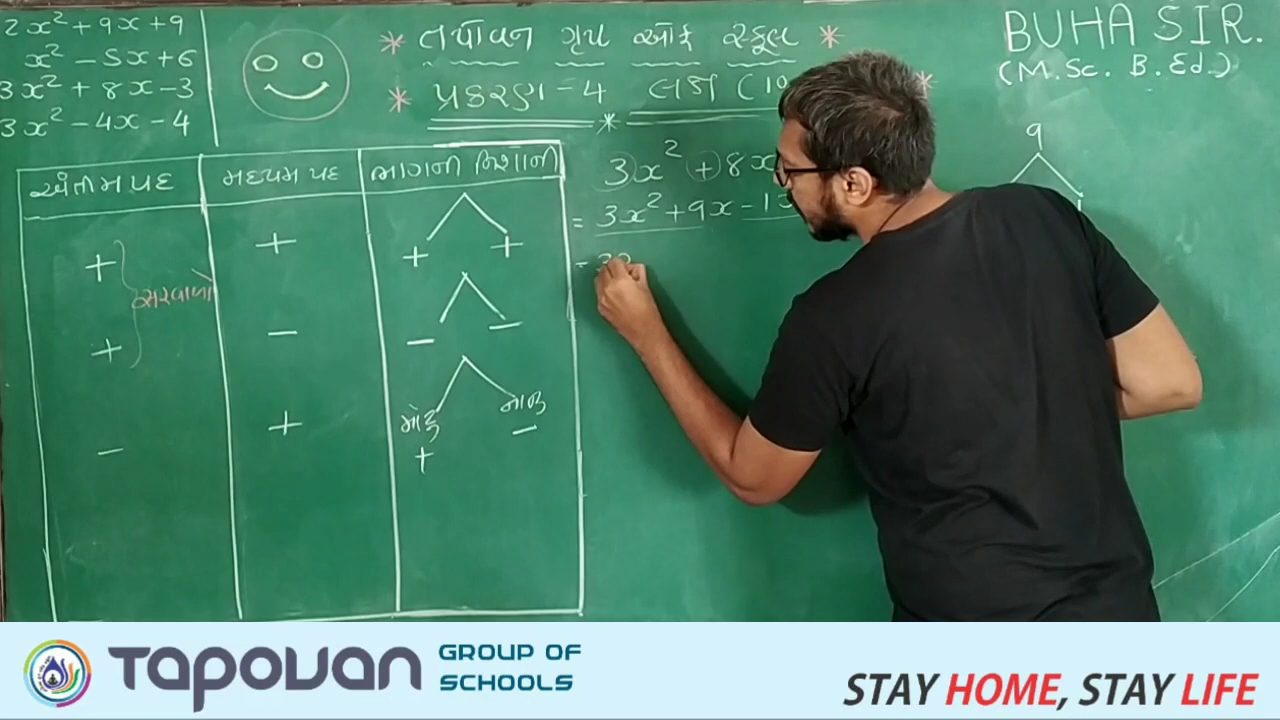 2x² + 9x + 9
x² - 5x + 6
3x² + 8x - 3
3x² - 4x - 4
* તપોવન ગૃપ ઓફ સ્કૂલ *
* પ્રકરણ - 4
BUHA SIR.
(M.Sc. B.Ed.)
અંતિમ પદ મધ્યમ પદ ભાગની નિશાની
+ + + +
સરવાળો
+ - - -
- + મોટુ નાનુ
+ -
3x² + 8x
= 3x² + 9x - 1
= 3
9
TAPOVAN GROUP OF SCHOOLS
STAY HOME, STAY LIFE